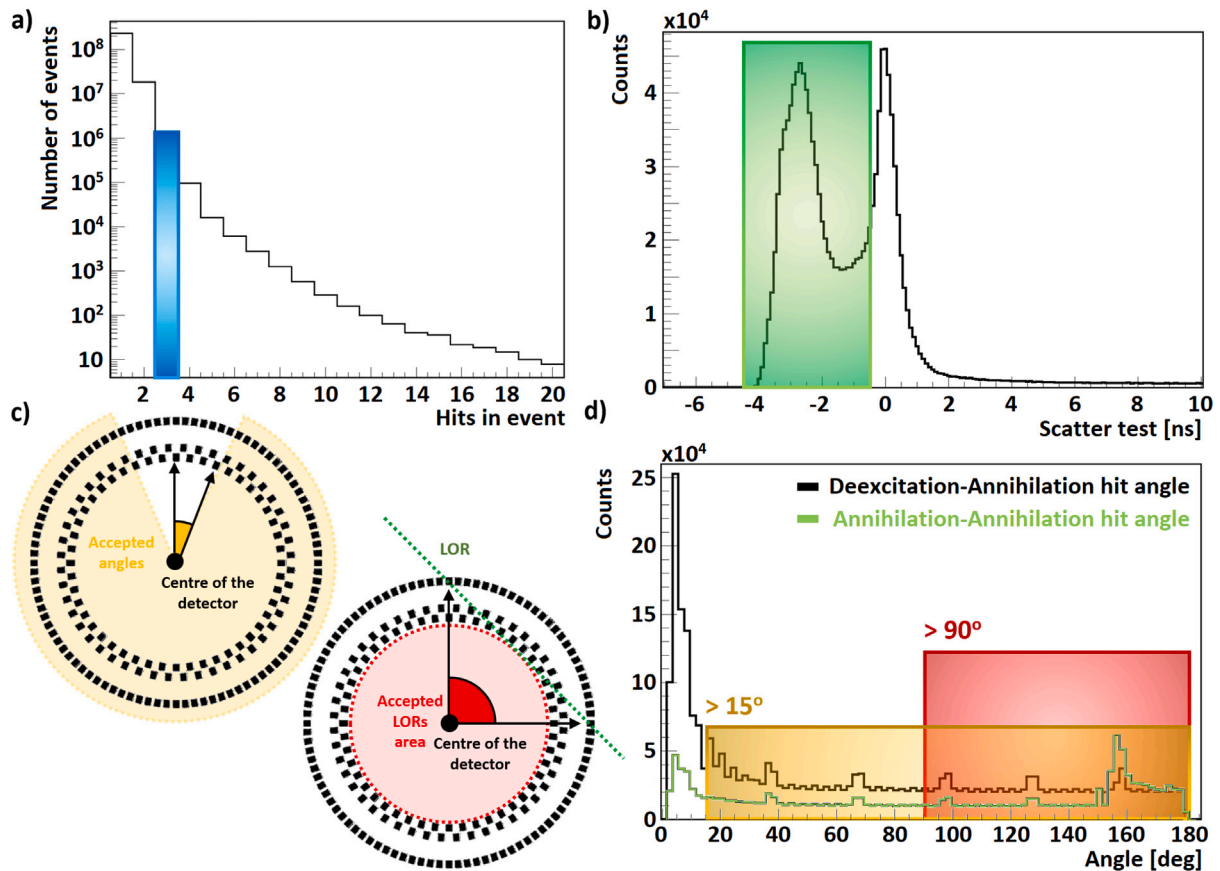 a)
Number of events
10⁸
10⁷
10⁶
10⁵
10⁴
10³
10²
10
2 4 6 8 10 12 14 16 18 20
Hits in event
b)
x10⁴
Counts
4
3
2
1
0
-6 -4 -2 0 2 4 6 8 10
Scatter test [ns]
c)
Accepted
angles
Centre of the
detector
LOR
Accepted
LORs
area
Centre of the
detector
d)
x10⁴
Counts
25
20
15
10
5
0
Deexcitation-Annihilation hit angle
Annihilation-Annihilation hit angle
> 90º
> 15º
0 20 40 60 80 100 120 140 160 180
Angle [deg]